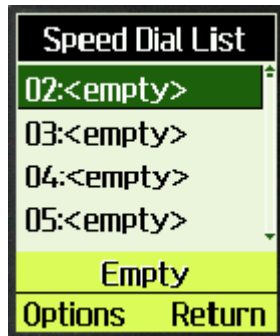 Speed Dial List
02:<empty>
03:<empty>
04:<empty>
05:<empty>
Empty
Options Return